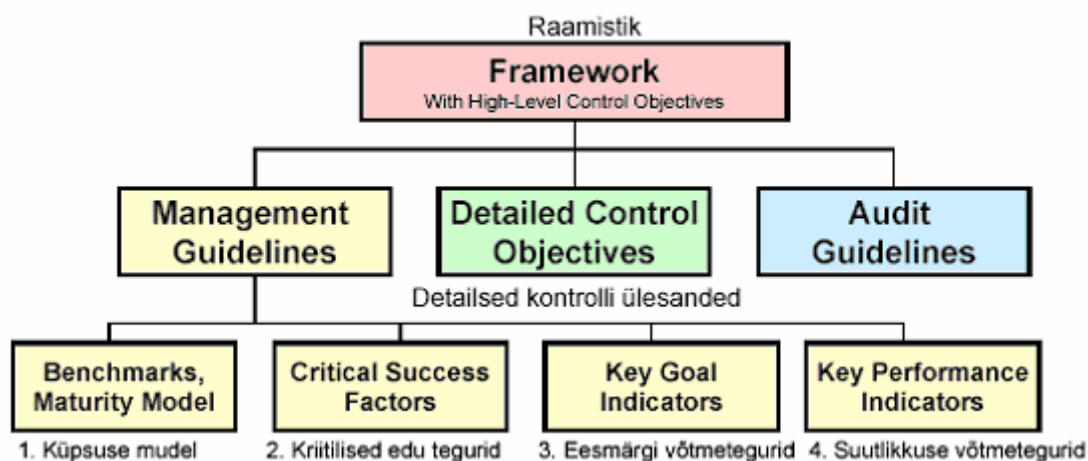 Raamistik
Framework
With High-Level Control Objectives
Management
Guidelines
Detailed Control
Objectives
Audit
Guidelines
Detailsed kontrolli ülesanded
Benchmarks,
Maturity Model
Critical Success
Factors
Key Goal
Indicators
Key Performance
Indicators
1. Küpsuse mudel
2. Kriitilised edu tegurid
3. Eesmärgi võtmetegurid
4. Suutlikkuse võtmetegurid